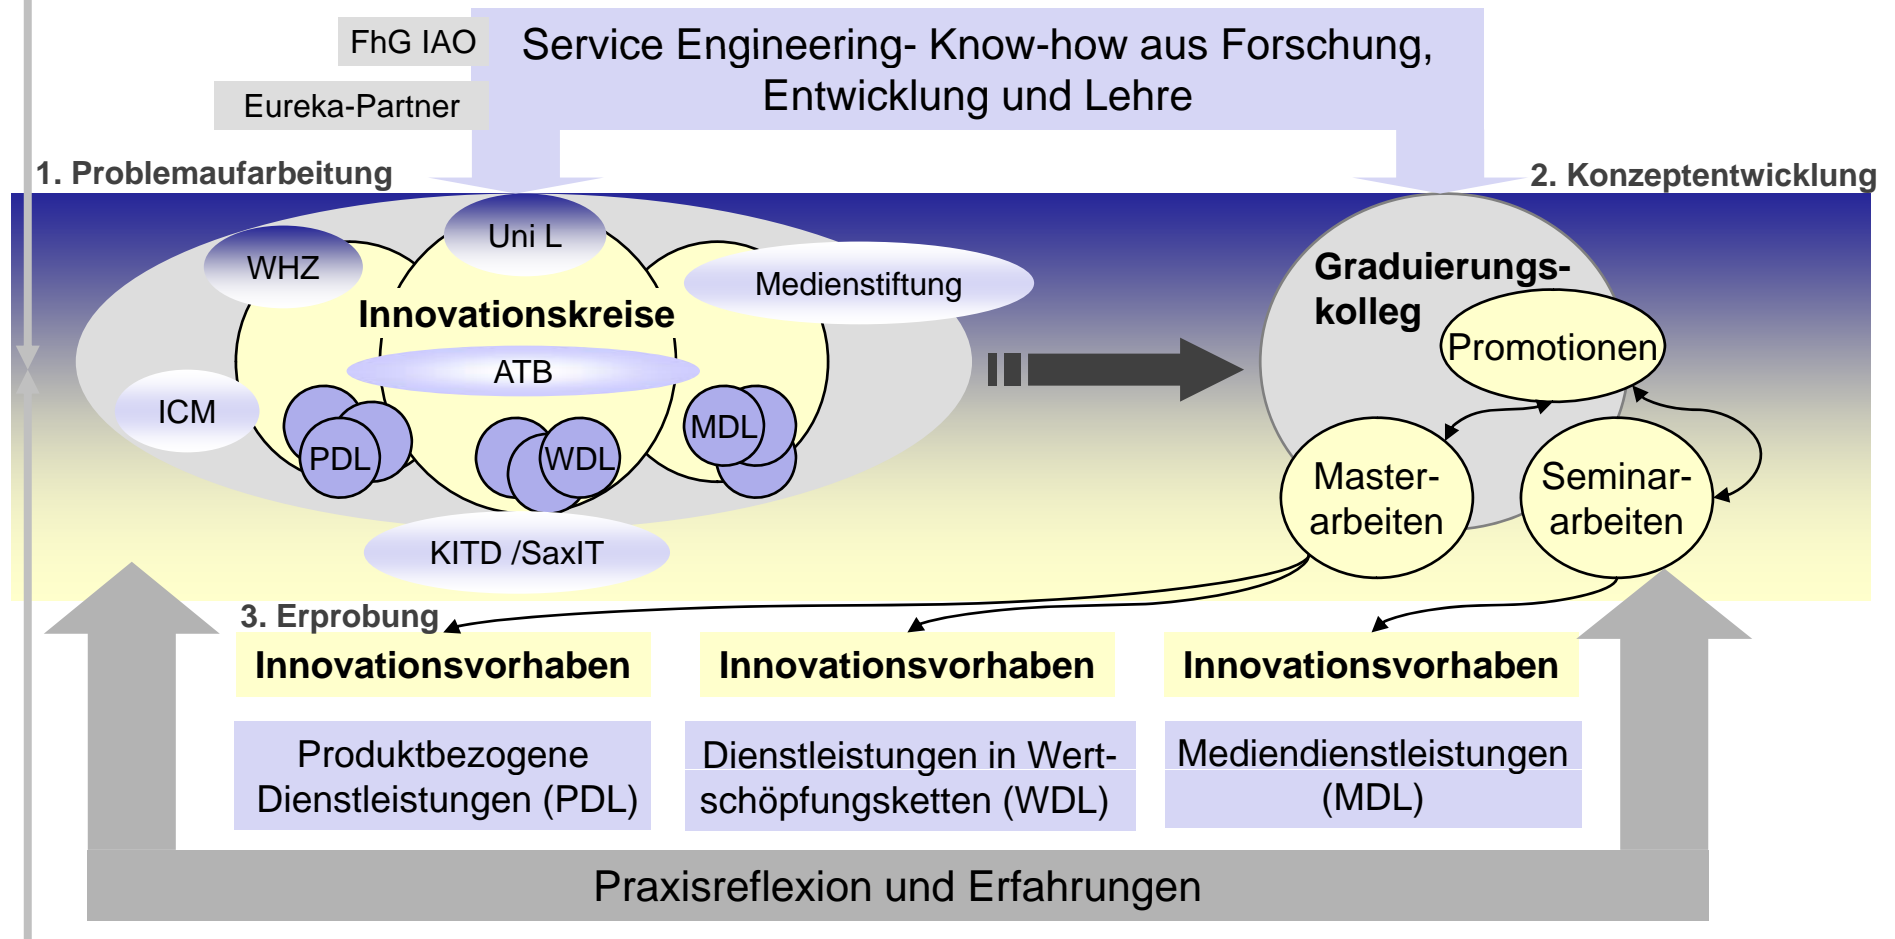 FhG IAO
Eureka-Partner
Service Engineering- Know-how aus Forschung,
Entwicklung und Lehre
1. Problemaufarbeitung
2. Konzeptentwicklung
Uni L
WHZ
Medienstiftung
Innovationskreise
ATB
ICM
PDL
WDL
MDL
KITD /SaxIT
Graduierungs-
kolleg
Promotionen
Master-
arbeiten
Seminar-
arbeiten
3. Erprobung
Innovationsvorhaben
Innovationsvorhaben
Innovationsvorhaben
Produktbezogene
Dienstleistungen (PDL)
Dienstleistungen in Wert-
schöpfungsketten (WDL)
Mediendienstleistungen
(MDL)
Praxisreflexion und Erfahrungen